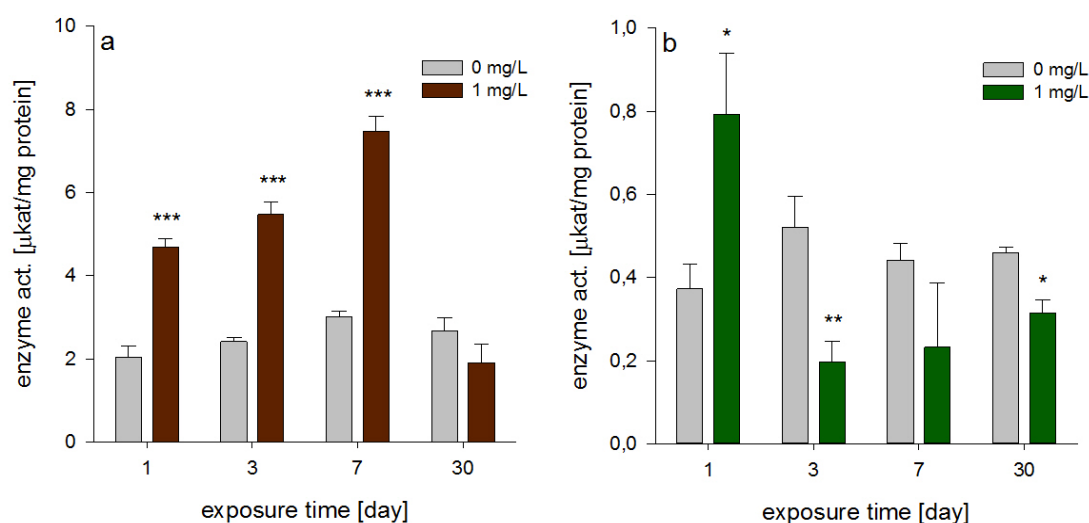 a
0 mg/L
1 mg/L
enzyme act. [µkat/mg protein]
10
8
6
4
2
0
***
***
***
1 3 7 30
exposure time [day]
b
0 mg/L
1 mg/L
enzyme act. [µkat/mg protein]
1,0
0,8
0,6
0,4
0,2
0,0
*
**
*
1 3 7 30
exposure time [day]